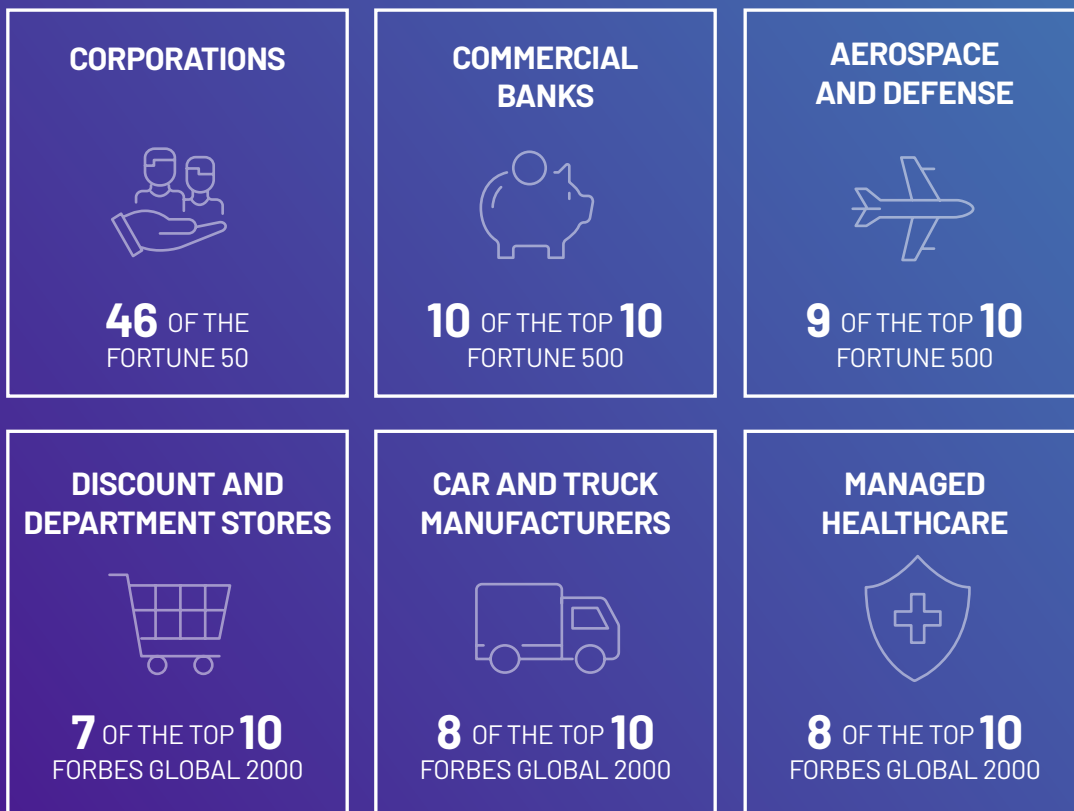 CORPORATIONS
46 OF THE
FORTUNE 50
COMMERCIAL
BANKS
10 OF THE TOP 10
FORTUNE 500
AEROSPACE
AND DEFENSE
9 OF THE TOP 10
FORTUNE 500
DISCOUNT AND
DEPARTMENT STORES
7 OF THE TOP 10
FORBES GLOBAL 2000
CAR AND TRUCK
MANUFACTURERS
8 OF THE TOP 10
FORBES GLOBAL 2000
MANAGED
HEALTHCARE
8 OF THE TOP 10
FORBES GLOBAL 2000